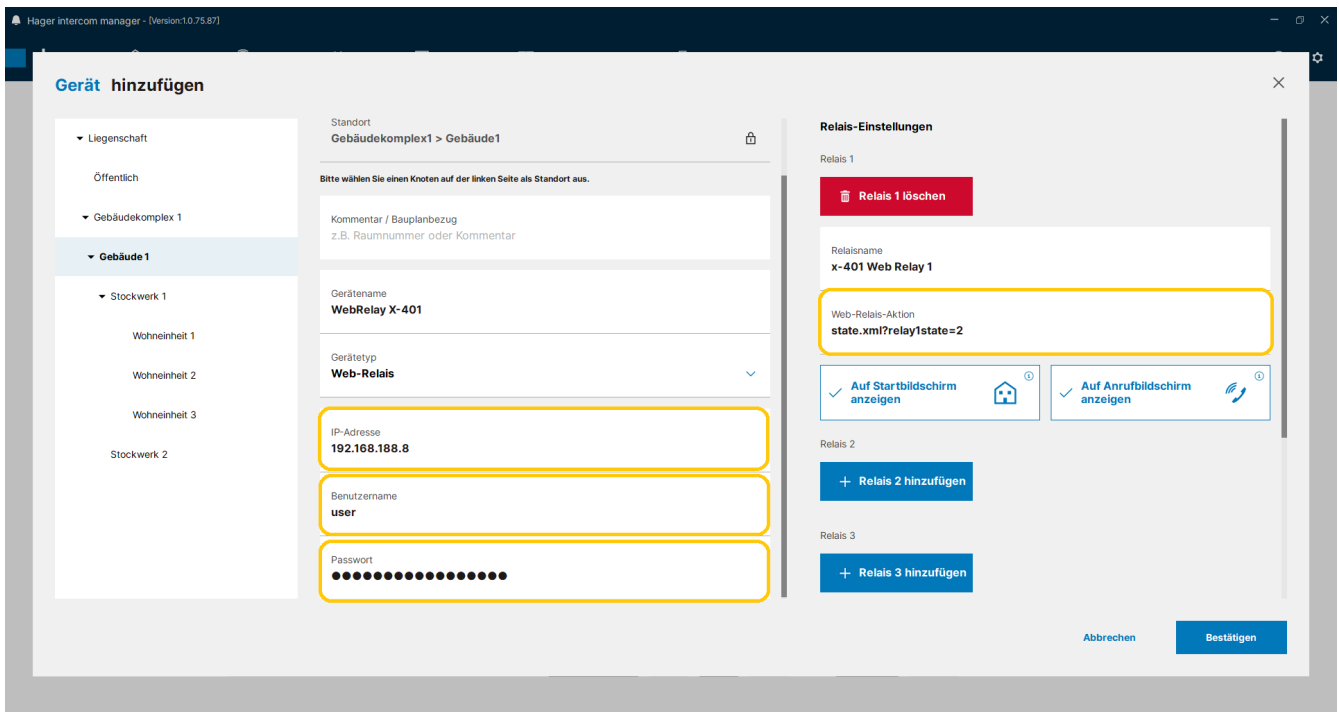 Hager intercom manager - [Version:1.0.75.87]
Gerät hinzufügen
Liegenschaft
Öffentlich
Gebäudekomplex 1
Gebäude 1
Stockwerk 1
Wohneinheit 1
Wohneinheit 2
Wohneinheit 3
Stockwerk 2
Standort
Gebäudekomplex1 > Gebäude1
Bitte wählen Sie einen Knoten auf der linken Seite als Standort aus.
Kommentar / Bauplanbezug
z.B. Raumnummer oder Kommentar
Gerätename
WebRelay X-401
Gerätetyp
Web-Relais
IP-Adresse
192.168.188.8
Benutzername
user
Passwort
●●●●●●●●●●●●●●●●●
Relais-Einstellungen
Relais 1
Relais 1 löschen
Relaisname
x-401 Web Relay 1
Web-Relais-Aktion
state.xml?relay1state=2
Auf Startbildschirm
anzeigen
Auf Anrufbildschirm
anzeigen
Relais 2
+ Relais 2 hinzufügen
Relais 3
+ Relais 3 hinzufügen
Abbrechen
Bestätigen